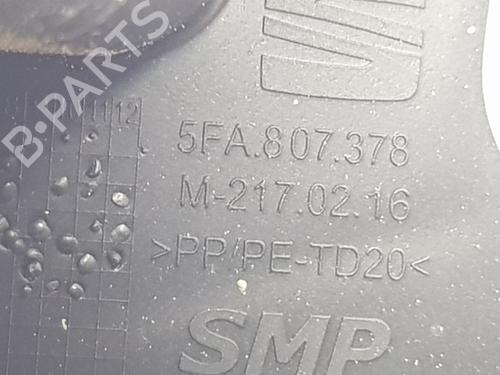 11 12
5FA.807.378
M-217.02.16
>PP/PE-TD20<
SMP
B-PARTS